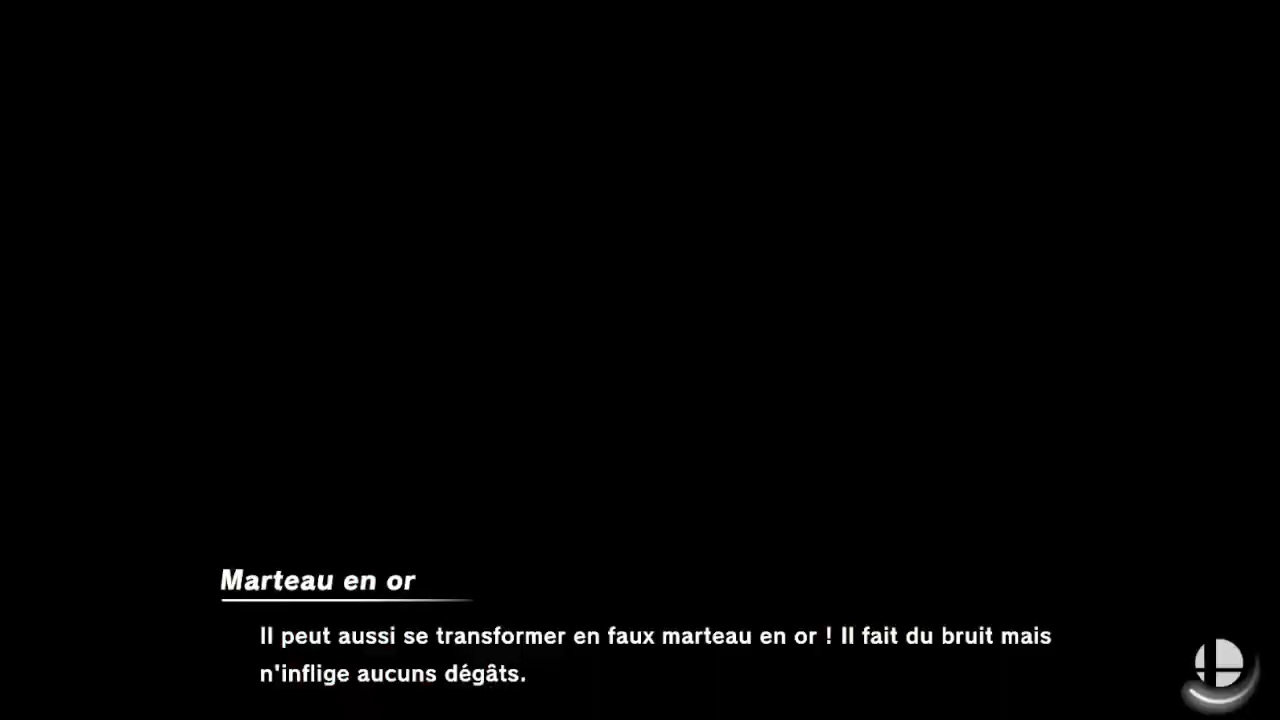 Marteau en or
Il peut aussi se transformer en faux marteau en or ! Il fait du bruit mais
n'inflige aucuns dégâts.